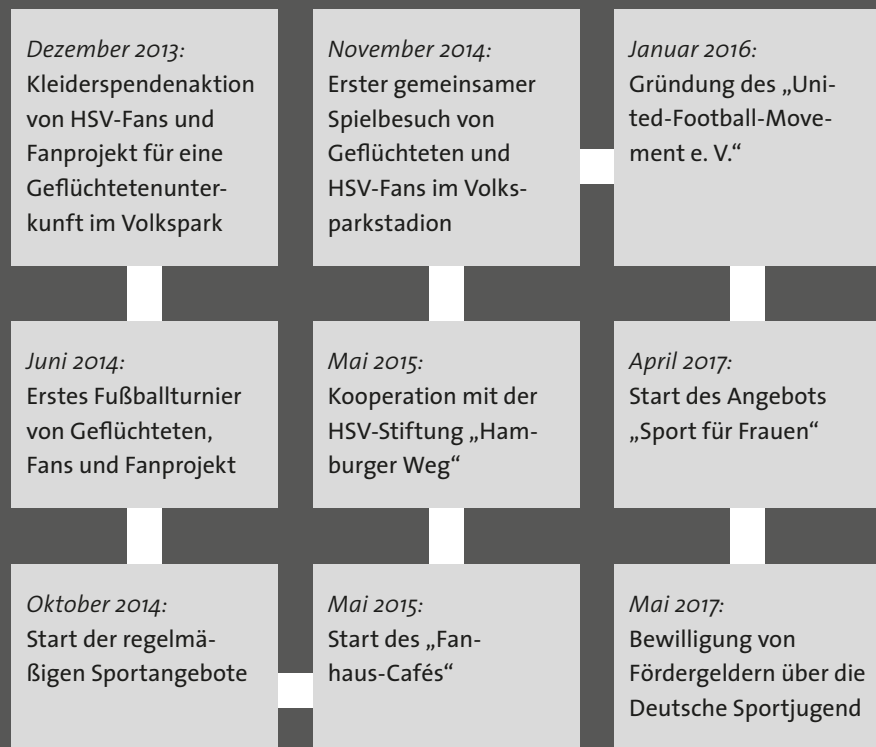 Dezember 2013:
Kleiderspendenaktion
von HSV-Fans und
Fanprojekt für eine
Geflüchtetenunter-
kunft im Volkspark
Juni 2014:
Erstes Fußballturnier
von Geflüchteten,
Fans und Fanprojekt
Oktober 2014:
Start der regelmä-
ßigen Sportangebote
November 2014:
Erster gemeinsamer
Spielbesuch von
Geflüchteten und
HSV-Fans im Volks-
parkstadion
Mai 2015:
Kooperation mit der
HSV-Stiftung „Ham-
burger Weg“
Mai 2015:
Start des „Fan-
haus-Cafés“
Januar 2016:
Gründung des „Uni-
ted-Football-Move-
ment e. V.“
April 2017:
Start des Angebots
„Sport für Frauen“
Mai 2017:
Bewilligung von
Fördergeldern über die
Deutsche Sportjugend